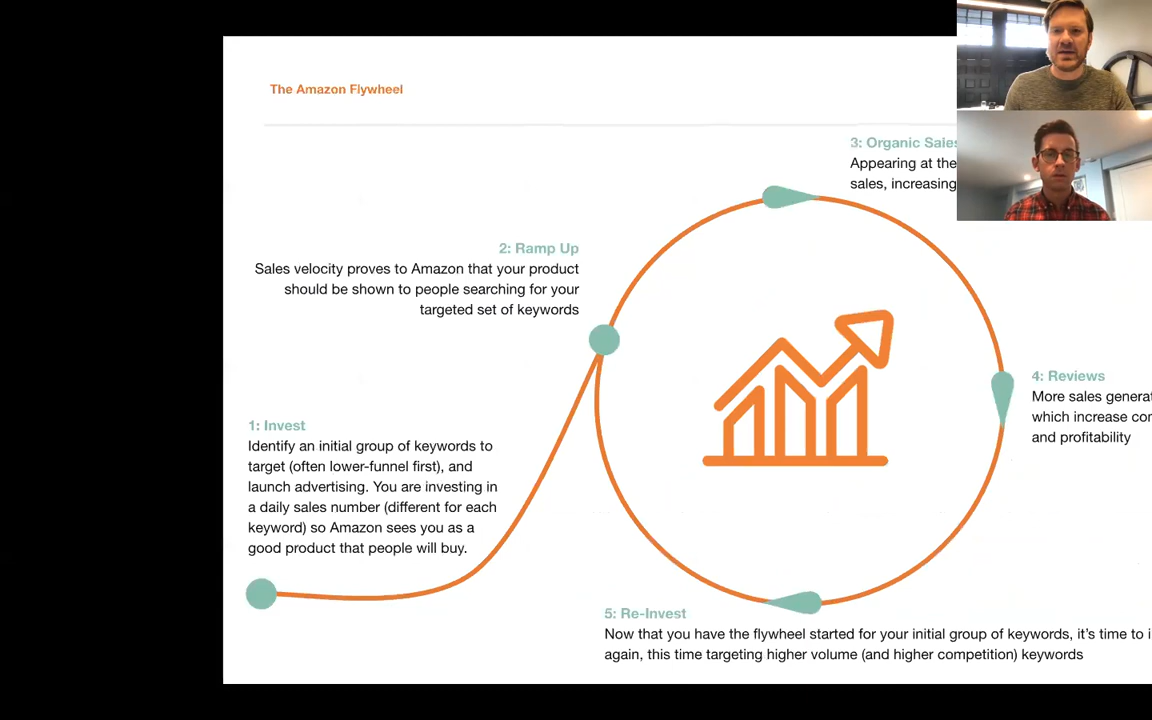 The Amazon Flywheel
3: Organic Sales
Appearing at the
sales, increasing
2: Ramp Up
Sales velocity proves to Amazon that your product
should be shown to people searching for your
targeted set of keywords
4: Reviews
More sales
which increase
and profitability
1: Invest
Identify an initial group of keywords to
target (often lower-funnel first), and
launch advertising. You are investing in
a daily sales number (different for each
keyword) so Amazon sees you as a
good product that people will buy.
5: Re-Invest
Now that you have the flywheel started for your initial group of keywords, it's time to
again, this time targeting higher volume (and higher competition) keywords